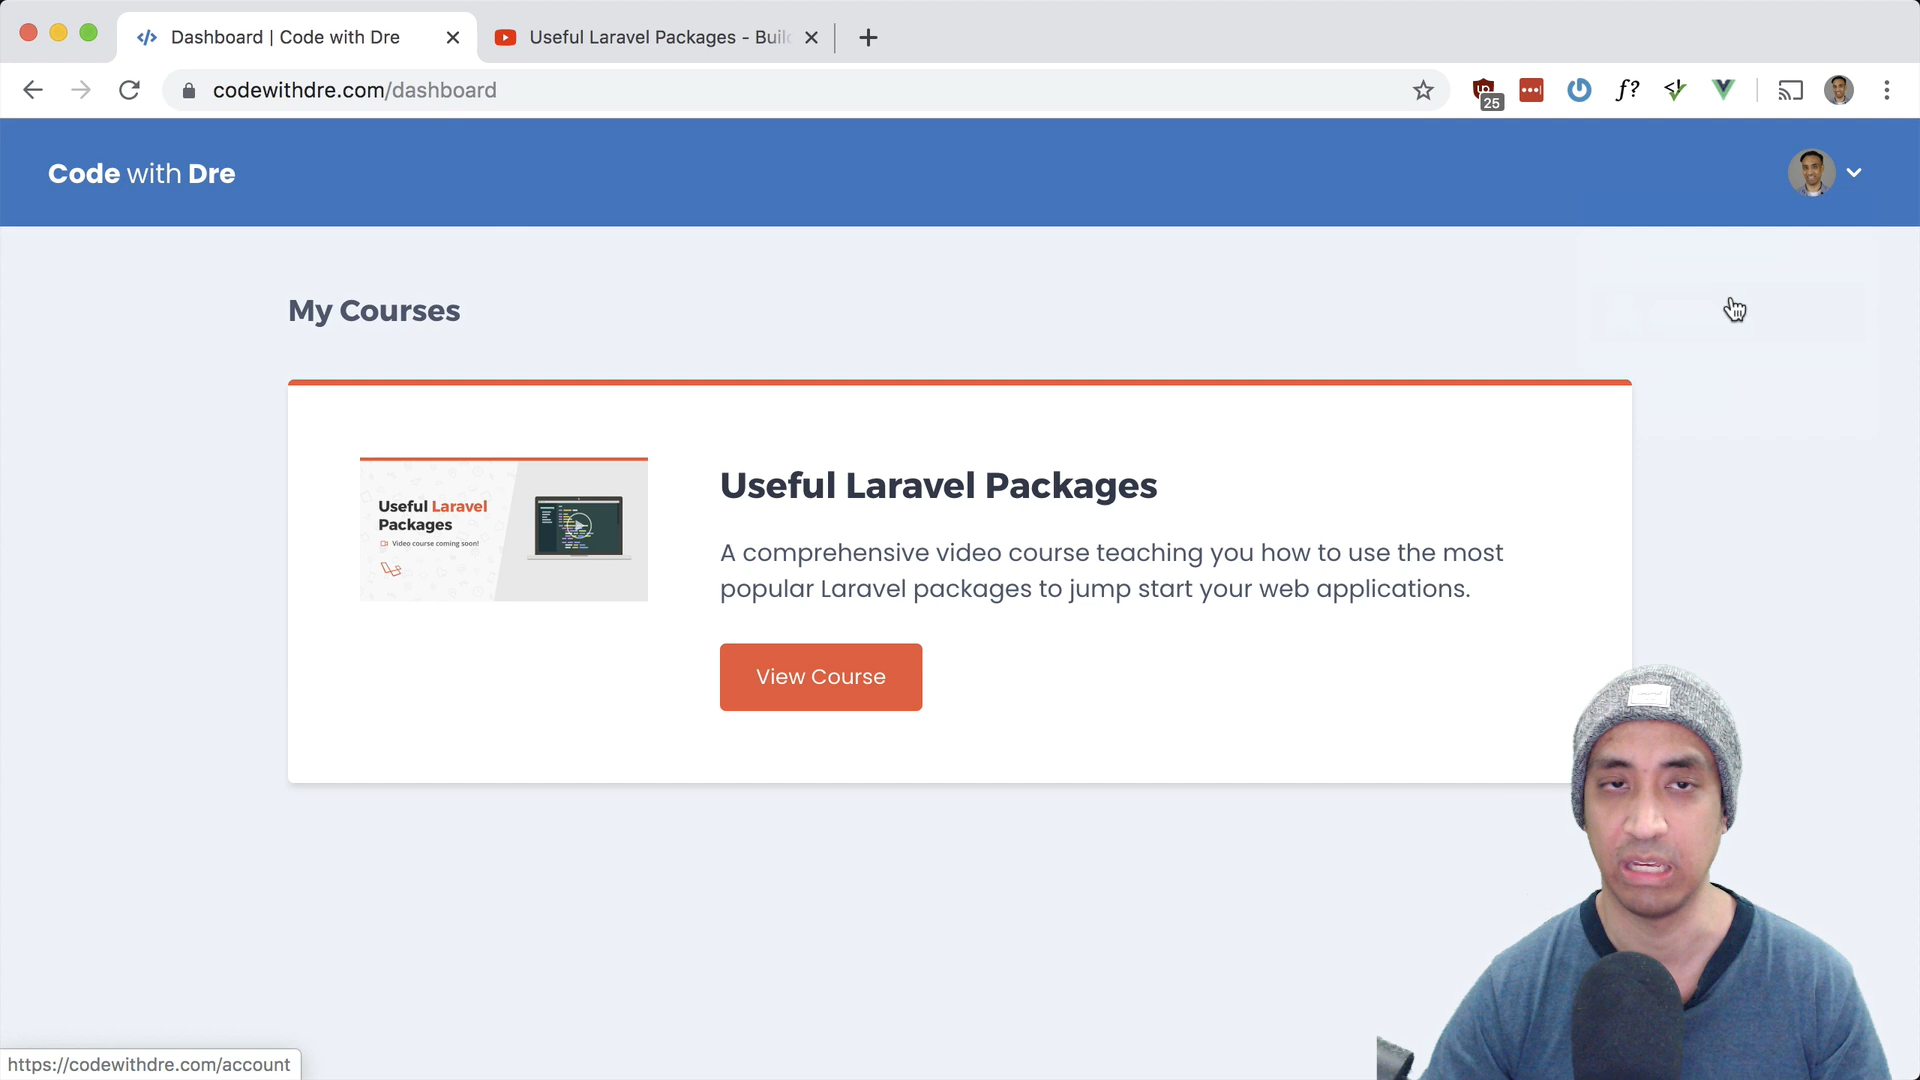 Dashboard | Code with Dre
Useful Laravel Packages - Buil
codewithdre.com/dashboard
25
f?
Code with Dre
My Courses
Useful Laravel
Packages
Video course coming soon!
Useful Laravel Packages
A comprehensive video course teaching you how to use the most
popular Laravel packages to jump start your web applications.
View Course
https://codewithdre.com/account